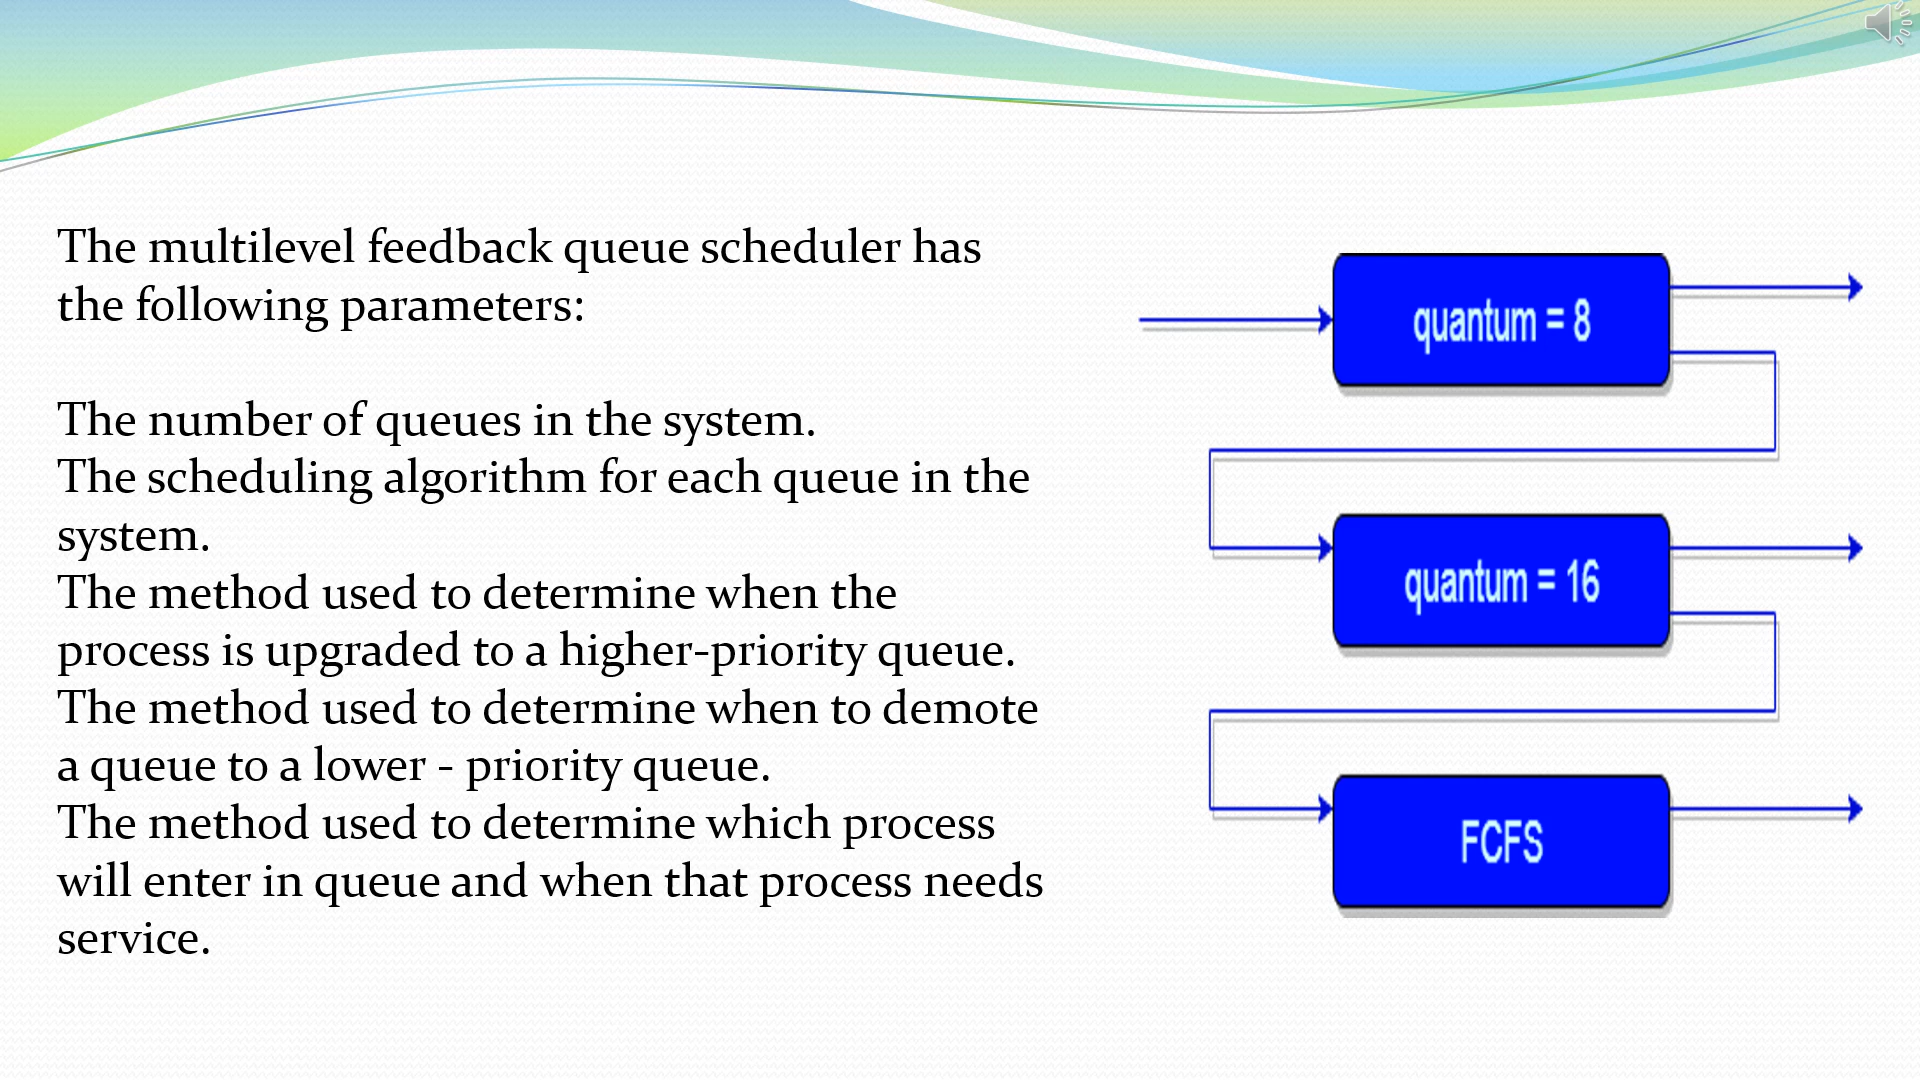 The multilevel feedback queue scheduler has
the following parameters:
The number of queues in the system.
The scheduling algorithm for each queue in the
system.
The method used to determine when the
process is upgraded to a higher-priority queue.
The method used to determine when to demote
a queue to a lower - priority queue.
The method used to determine which process
will enter in queue and when that process needs
service.
quantum = 8
quantum = 16
FCFS